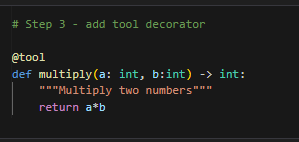 # Step 3 - add tool decorator
@tool
def multiply(a: int, b:int) -> int:
    """Multiply two numbers"""
    return a*b